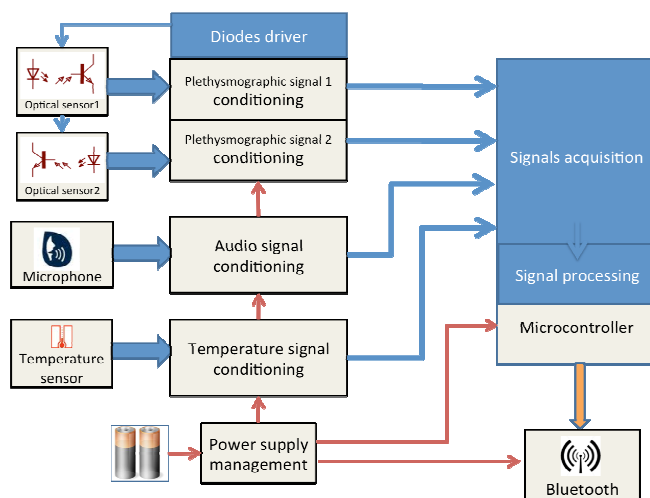 Diodes driver
Optical sensor1
Plethysmographic signal 1
conditioning
Plethysmographic signal 2
conditioning
Optical sensor2
Signals acquisition
Microphone
Audio signal
conditioning
Signal processing
Microcontroller
Temperature
sensor
Temperature signal
conditioning
Power supply
management
Bluetooth